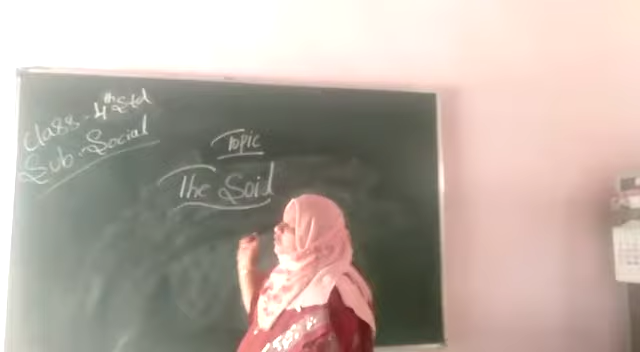 Class - 4th Std
Sub - Social
Topic
The Soil